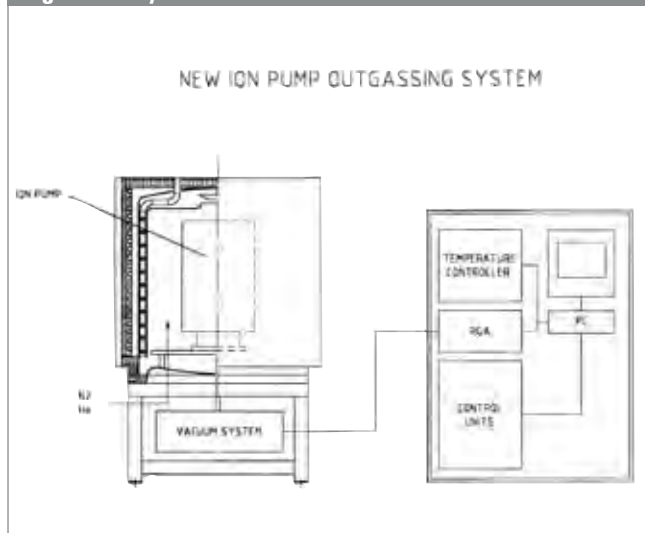 NEW ION PUMP OUTGASSING SYSTEM
ION PUMP
TEMPERATURE
CONTROLLER
RGA
PC
N2
He
CONTROL
UNITS
VACUUM SYSTEM